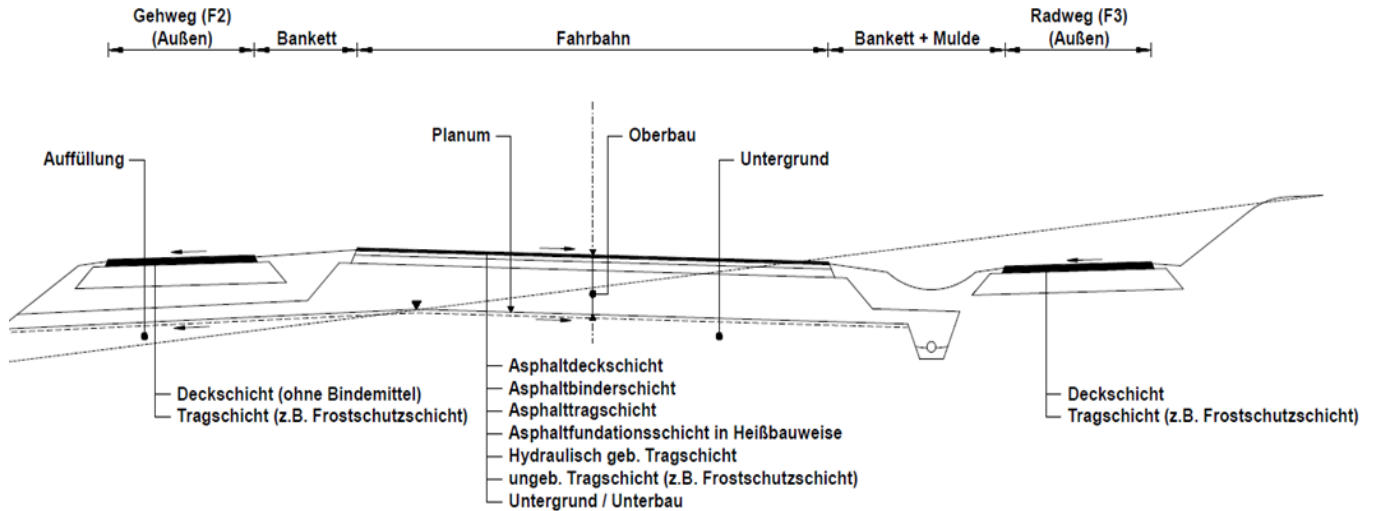 Gehweg (F2)
(Außen)
Bankett
Fahrbahn
Bankett + Mulde
Radweg (F3)
(Außen)
Auffüllung
Planum
Oberbau
Untergrund
Deckschicht (ohne Bindemittel)
Tragschicht (z.B. Frostschutzschicht)
Asphaltdeckschicht
Asphaltbinderschicht
Asphalttragschicht
Asphaltfundationsschicht in Heißbauweise
Hydraulisch geb. Tragschicht
ungeb. Tragschicht (z.B. Frostschutzschicht)
Untergrund / Unterbau
Deckschicht
Tragschicht (z.B. Frostschutzschicht)